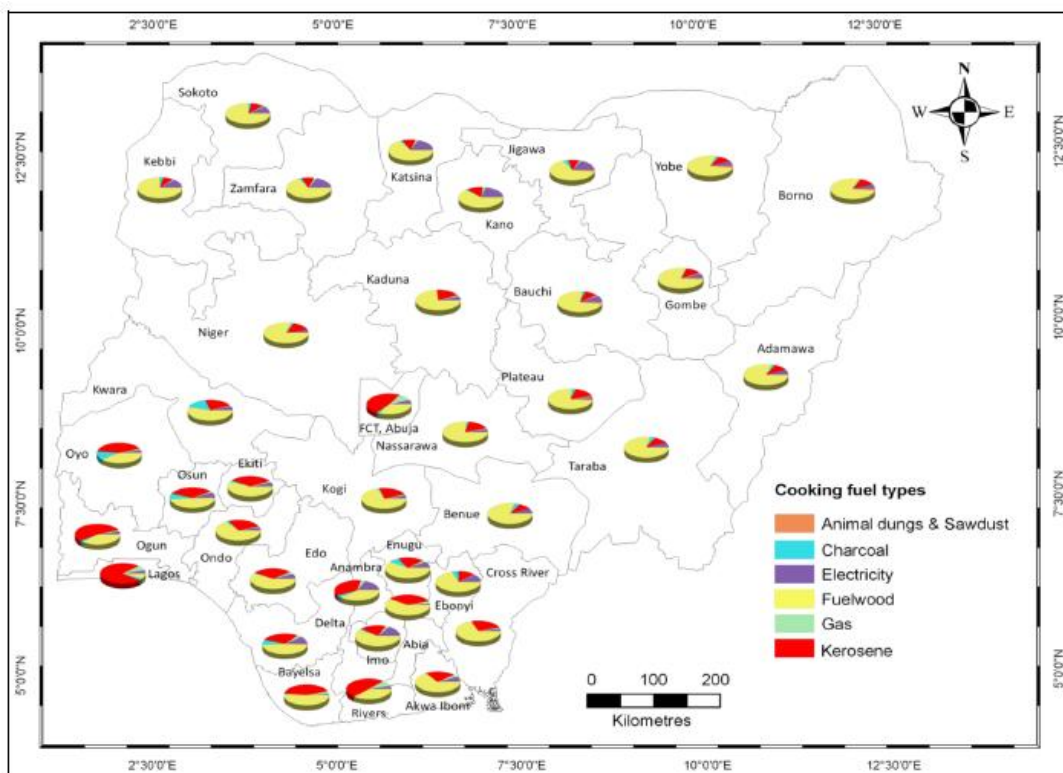 2°30'0"E 5°0'0"E 7°30'0"E 10°0'0"E 12°30'0"E
N
W E
S
12°30'0"N
12°30'0"N
10°0'0"N
10°0'0"N
7°30'0"N
7°30'0"N
5°0'0"N
5°0'0"N
Sokoto
Kebbi
Zamfara
Katsina
Jigawa
Kano
Yobe
Borno
Kaduna
Bauchi
Gombe
Niger
Adamawa
Plateau
Kwara
FCT, Abuja
Nassarawa
Taraba
Oyo
Osun
Ekiti
Kogi
Benue
Ogun
Ondo
Edo
Enugu
Lagos
Anambra
Cross River
Ebonyi
Delta
Abia
Imo
Bayelsa
Rivers
Akwa Ibom
Cooking fuel types
Animal dungs & Sawdust
Charcoal
Electricity
Fuelwood
Gas
Kerosene
0 100 200
Kilometres
2°30'0"E 5°0'0"E 7°30'0"E 10°0'0"E 12°30'0"E